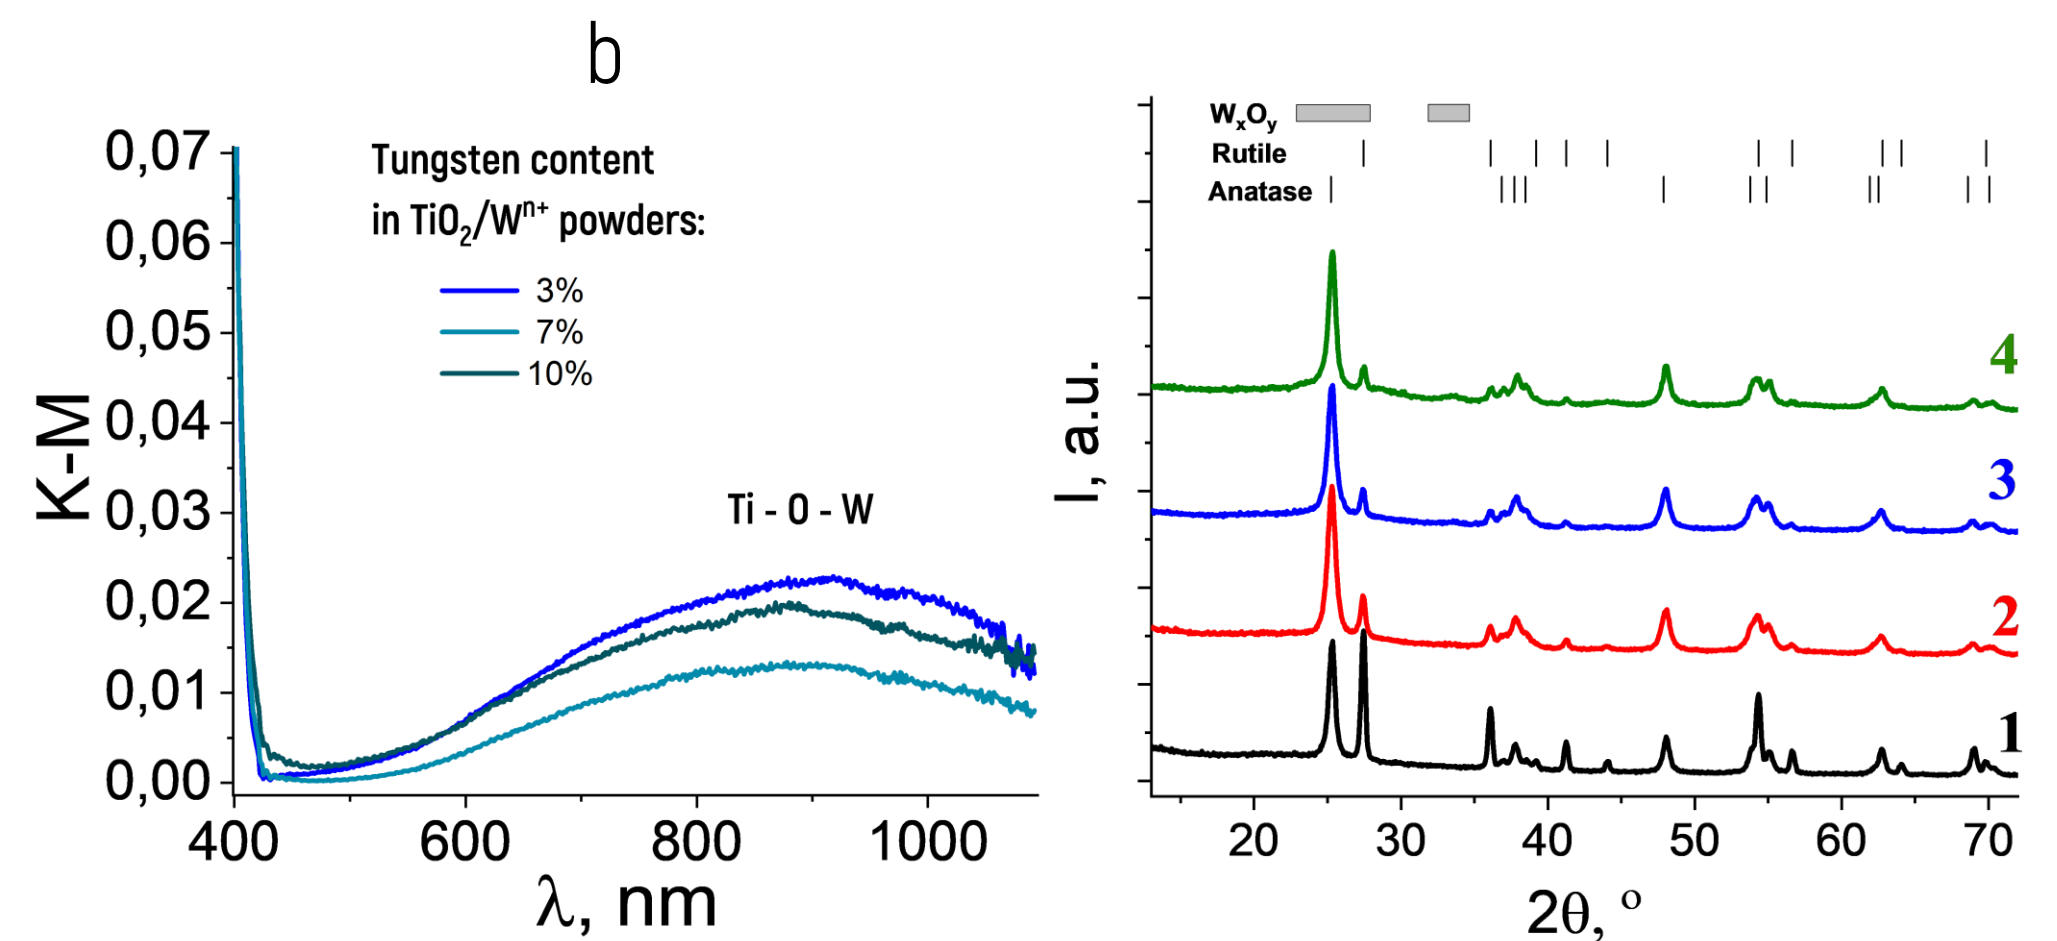 b
0,07
0,06
0,05
0,04
0,03
0,02
0,01
0,00
K-M
Tungsten content
in TiO₂/Wⁿ⁺ powders:
3%
7%
10%
Ti - O - W
400
600
800
1000
λ, nm
WₓOᵧ
Rutile
Anatase
I, a.u.
4
3
2
1
20
30
40
50
60
70
2θ, °